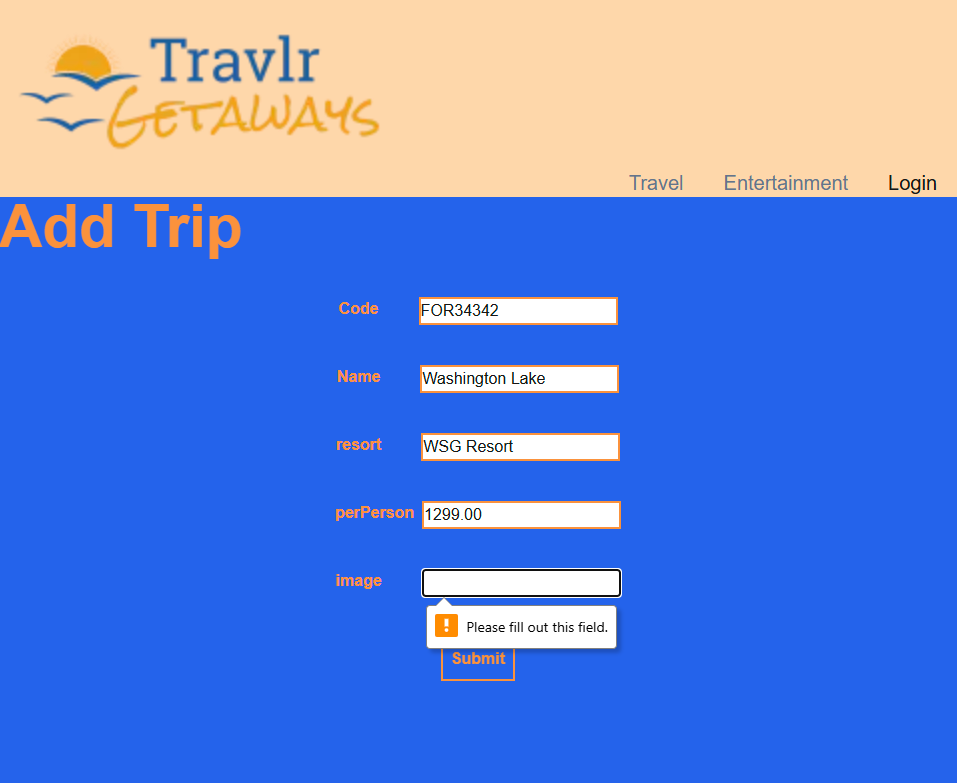 Travlr
GETAWAYS
Travel Entertainment Login
Add Trip
Code FOR34342
Name Washington Lake
resort WSG Resort
perPerson 1299.00
image
! Please fill out this field.
Submit